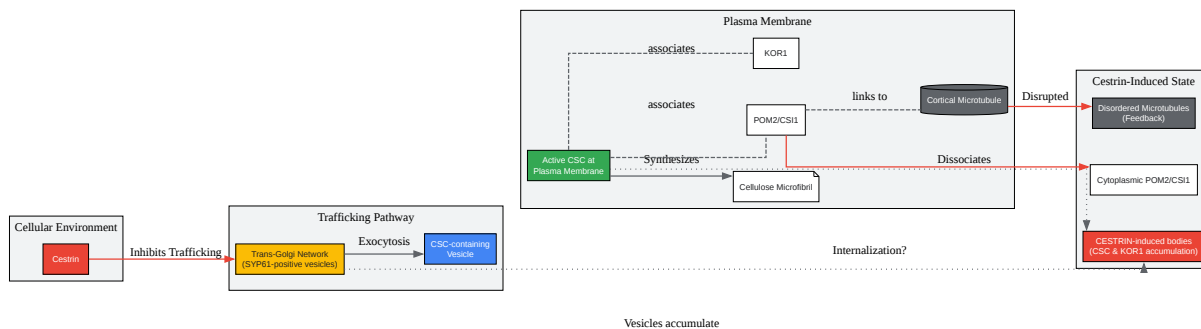 Plasma Membrane
associates
KOR1
Cestrin-Induced State
links to
Cortical Microtubule
Disrupted
Disordered Microtubules
(Feedback)
associates
POM2/CSI1
Active CSC at
Plasma Membrane
Synthesizes
Dissociates
Cellulose Microfibril
Cytoplasmic POM2/CSI1
Cellular Environment
Trafficking Pathway
Cestrin
Inhibits Trafficking
Trans-Golgi Network
(SYP61-positive vesicles)
Exocytosis
CSC-containing
Vesicle
Internalization?
CESTRIN-induced bodies
(CSC & KOR1 accumulation)
Vesicles accumulate